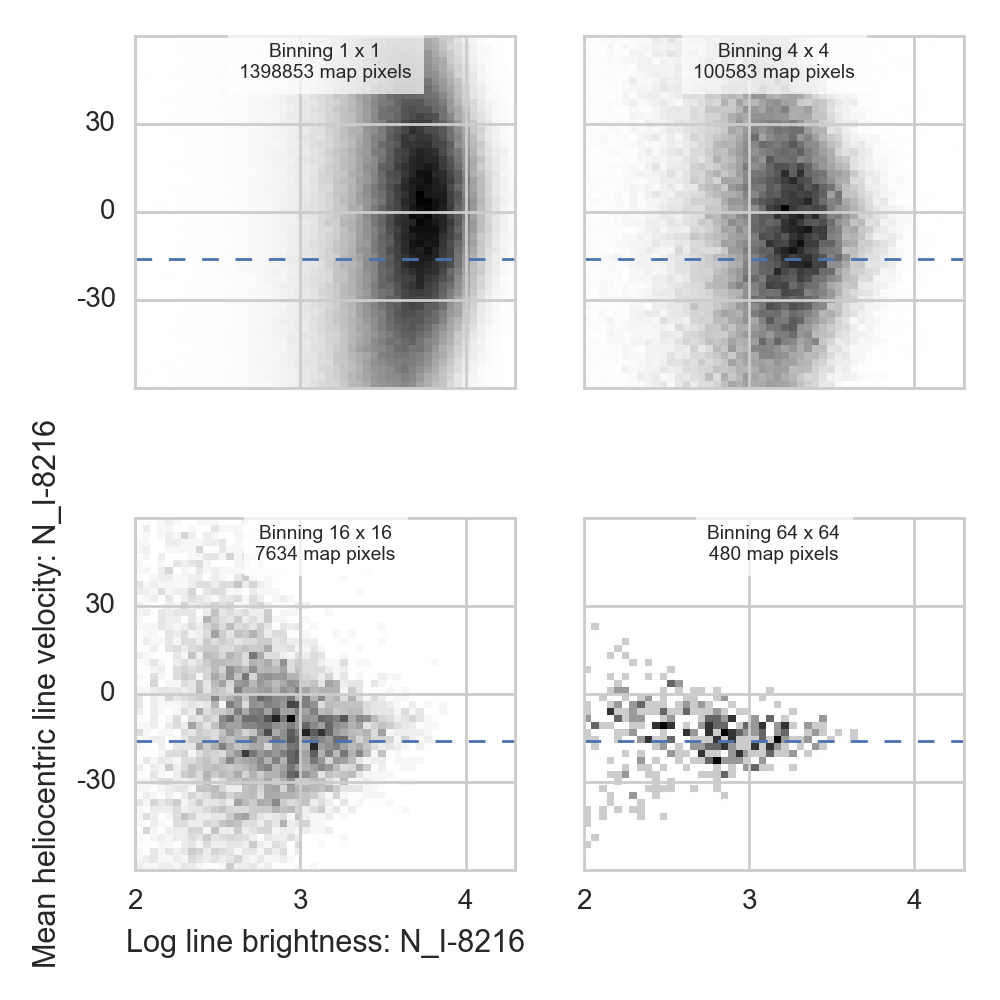 Binning 1 x 1
1398853 map pixels
Binning 4 x 4
100583 map pixels
30
0
-30
Mean heliocentric line velocity: N_I-8216
Binning 16 x 16
7634 map pixels
Binning 64 x 64
480 map pixels
30
0
-30
2
3
4
2
3
4
Log line brightness: N_I-8216